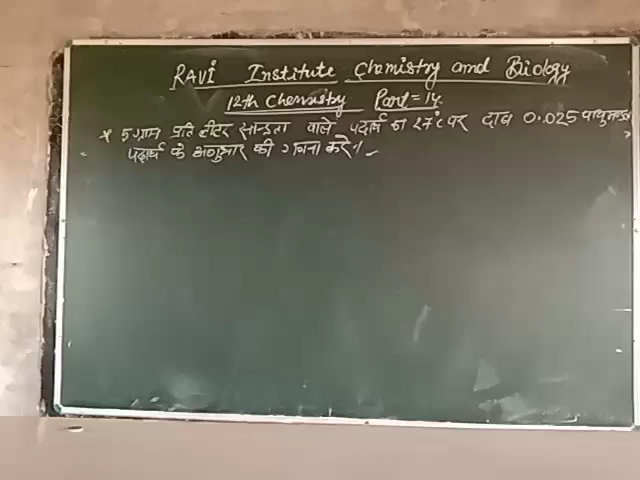 RAVi Institute Chemistry and Biology
12th Chemistry Part = 14.
* 5 ग्राम प्रति लीटर सान्द्रता वाले पदार्थ का 27°C पर दाब 0.025 वायुमण्डल
पदार्थ के अणुभार की गणना करें।